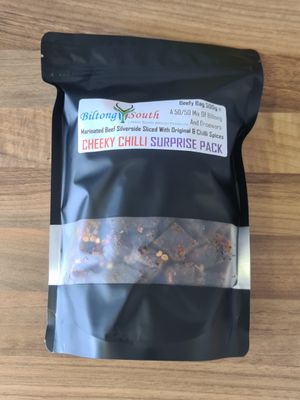 Beefy Bag 500g -
A 50/50 Mix Of Biltong
And Droewors
Biltong South
Marinated Beef Silverside Sliced With Original & Chilli Spices
CHEEKY CHILLI SURPRISE PACK